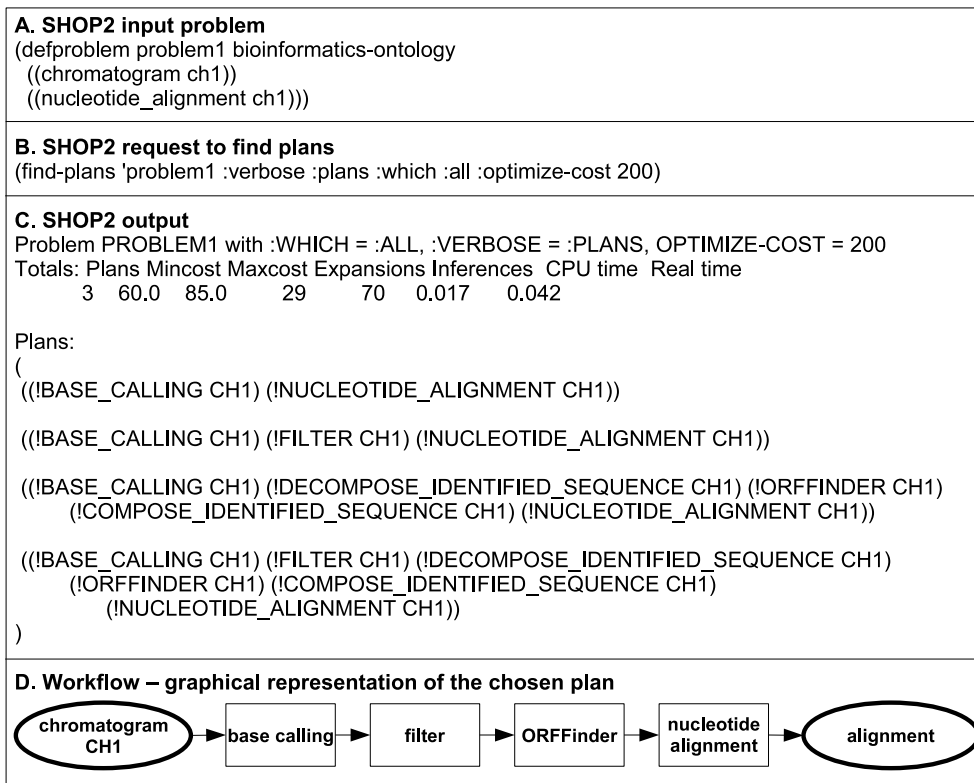 A. SHOP2 input problem
(defproblem problem1 bioinformatics-ontology
((chromatogram ch1))
((nucleotide_alignment ch1)))
B. SHOP2 request to find plans
(find-plans 'problem1 :verbose :plans :which :all :optimize-cost 200)
C. SHOP2 output
Problem PROBLEM1 with :WHICH = :ALL, :VERBOSE = :PLANS, OPTIMIZE-COST = 200
Totals: Plans Mincost Maxcost Expansions Inferences CPU time Real time
3 60.0 85.0 29 70 0.017 0.042
Plans:
(
((!BASE_CALLING CH1) (!NUCLEOTIDE_ALIGNMENT CH1))
((!BASE_CALLING CH1) (!FILTER CH1) (!NUCLEOTIDE_ALIGNMENT CH1))
((!BASE_CALLING CH1) (!DECOMPOSE_IDENTIFIED_SEQUENCE CH1) (!ORFFINDER CH1)
(!COMPOSE_IDENTIFIED_SEQUENCE CH1) (!NUCLEOTIDE_ALIGNMENT CH1))
((!BASE_CALLING CH1) (!FILTER CH1) (!DECOMPOSE_IDENTIFIED_SEQUENCE CH1)
(!ORFFINDER CH1) (!COMPOSE_IDENTIFIED_SEQUENCE CH1)
(!NUCLEOTIDE_ALIGNMENT CH1))
)
D. Workflow – graphical representation of the chosen plan
chromatogram
CH1
base calling
filter
ORFFinder
nucleotide
alignment
alignment